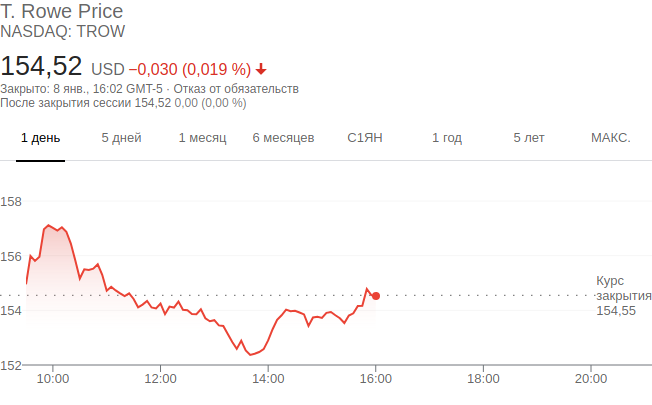 T. Rowe Price
NASDAQ: TROW
154,52 USD −0,030 (0,019 %)
Закрыто: 8 янв., 16:02 GMT-5 · Отказ от обязательств
После закрытия сессии 154,52 0,00 (0,00 %)
1 день 5 дней 1 месяц 6 месяцев С1ЯН 1 год 5 лет МАКС.
158
156
154
152
Курс
закрытия
154,55
10:00 12:00 14:00 16:00 18:00 20:00